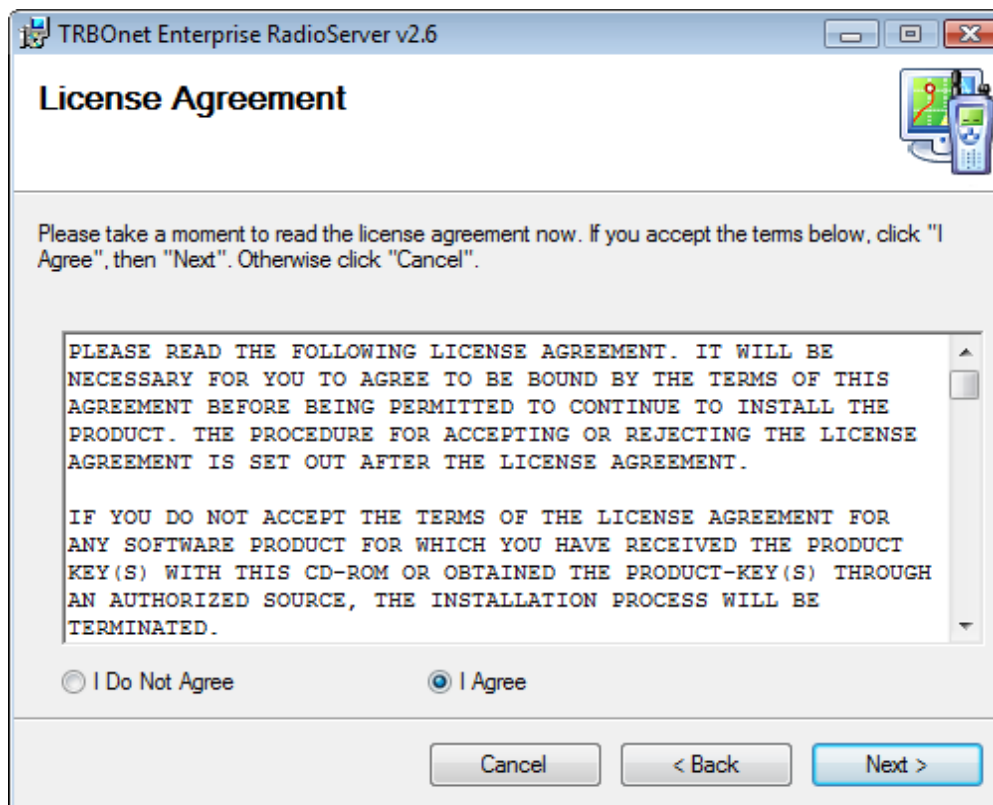 TRBOnet Enterprise RadioServer v2.6
License Agreement
Please take a moment to read the license agreement now. If you accept the terms below, click "I
Agree", then "Next". Otherwise click "Cancel".
PLEASE READ THE FOLLOWING LICENSE AGREEMENT. IT WILL BE
NECESSARY FOR YOU TO AGREE TO BE BOUND BY THE TERMS OF THIS
AGREEMENT BEFORE BEING PERMITTED TO CONTINUE TO INSTALL THE
PRODUCT. THE PROCEDURE FOR ACCEPTING OR REJECTING THE LICENSE
AGREEMENT IS SET OUT AFTER THE LICENSE AGREEMENT.
IF YOU DO NOT ACCEPT THE TERMS OF THE LICENSE AGREEMENT FOR
ANY SOFTWARE PRODUCT FOR WHICH YOU HAVE RECEIVED THE PRODUCT
KEY(S) WITH THIS CD-ROM OR OBTAINED THE PRODUCT-KEY(S) THROUGH
AN AUTHORIZED SOURCE, THE INSTALLATION PROCESS WILL BE
TERMINATED.
I Do Not Agree I Agree
Cancel < Back Next >